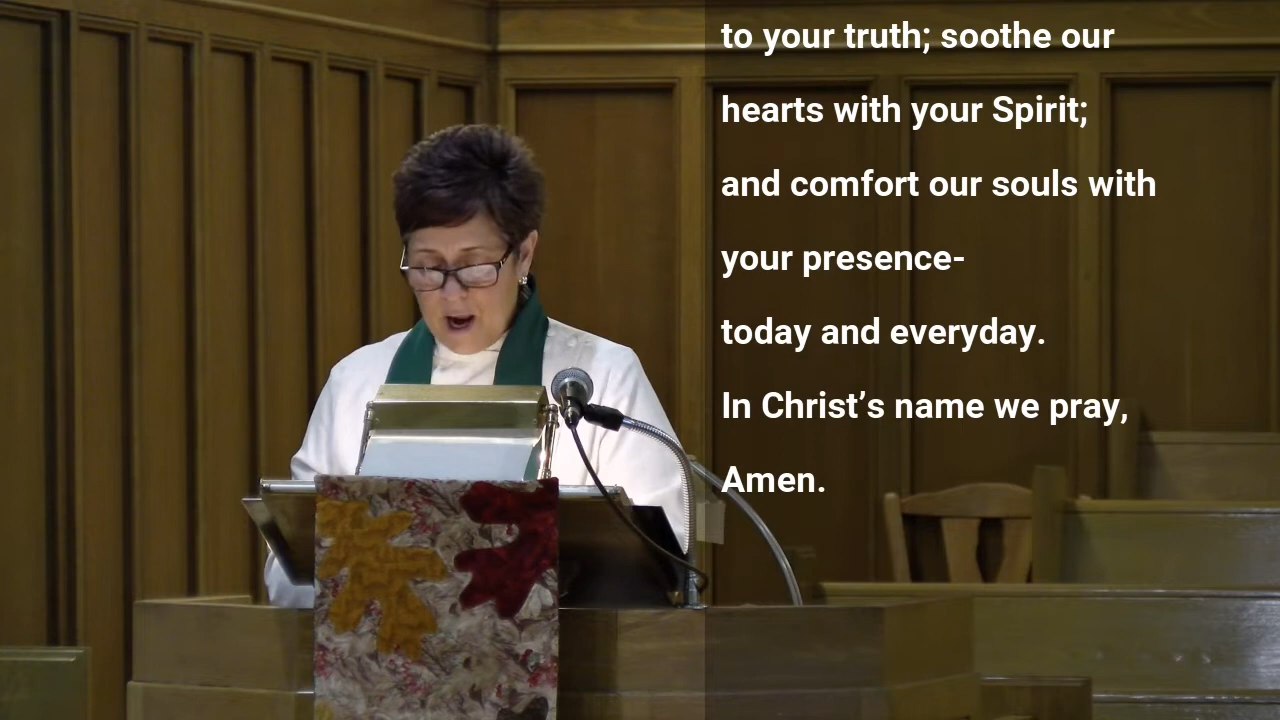 to your truth; soothe our
hearts with your Spirit;
and comfort our souls with
your presence-
today and everyday.
In Christ’s name we pray,
Amen.